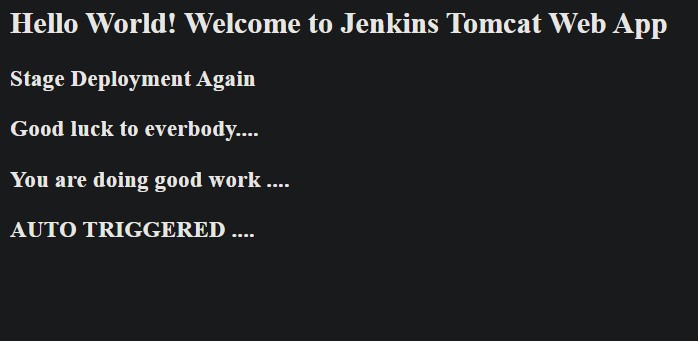 Hello World! Welcome to Jenkins Tomcat Web App
Stage Deployment Again
Good luck to everbody....
You are doing good work ....
AUTO TRIGGERED ....